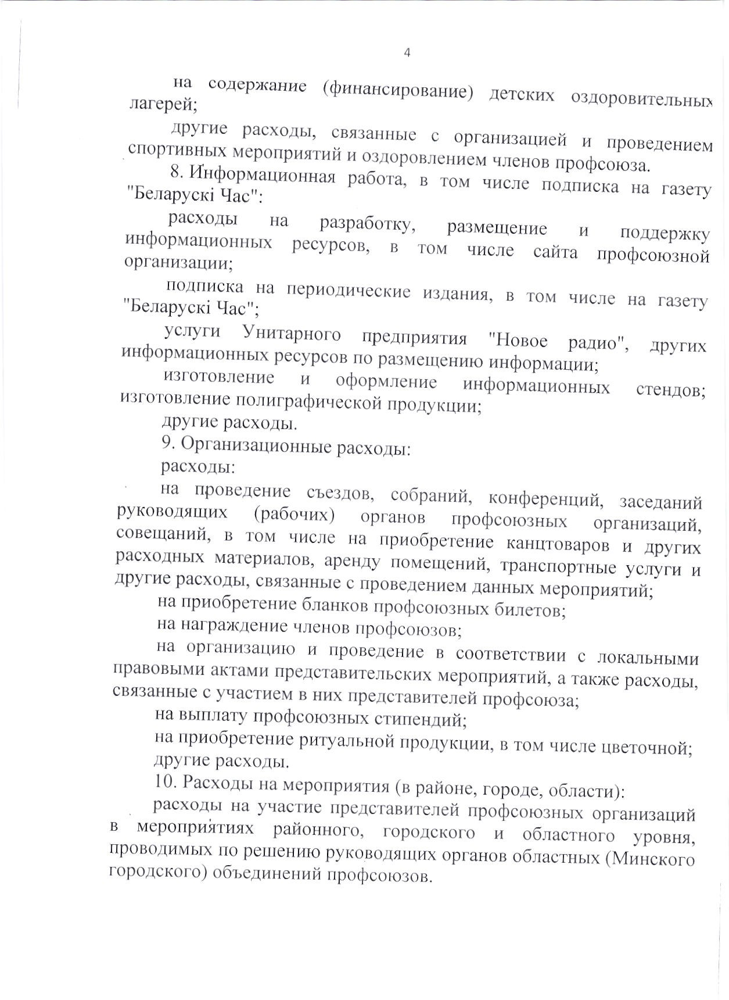 4
на содержание (финансирование) детских оздоровительных
лагерей;
другие расходы, связанные с организацией и проведением
спортивных мероприятий и оздоровлением членов профсоюза.
8. Информационная работа, в том числе подписка на газету
"Беларускі Час":
расходы на разработку, размещение и поддержку
информационных ресурсов, в том числе сайта профсоюзной
организации;
подписка на периодические издания, в том числе на газету
"Беларускі Час";
услуги Унитарного предприятия "Новое радио", других
информационных ресурсов по размещению информации;
изготовление и оформление информационных стендов;
изготовление полиграфической продукции;
другие расходы.
9. Организационные расходы:
расходы:
на проведение съездов, собраний, конференций, заседаний
руководящих (рабочих) органов профсоюзных организаций,
совещаний, в том числе на приобретение канцтоваров и других
расходных материалов, аренду помещений, транспортные услуги и
другие расходы, связанные с проведением данных мероприятий;
на приобретение бланков профсоюзных билетов;
на награждение членов профсоюзов;
на организацию и проведение в соответствии с локальными
правовыми актами представительских мероприятий, а также расходы,
связанные с участием в них представителей профсоюза;
на выплату профсоюзных стипендий;
на приобретение ритуальной продукции, в том числе цветочной;
другие расходы.
10. Расходы на мероприятия (в районе, городе, области):
расходы на участие представителей профсоюзных организаций
в мероприятиях районного, городского и областного уровня,
проводимых по решению руководящих органов областных (Минского
городского) объединений профсоюзов.